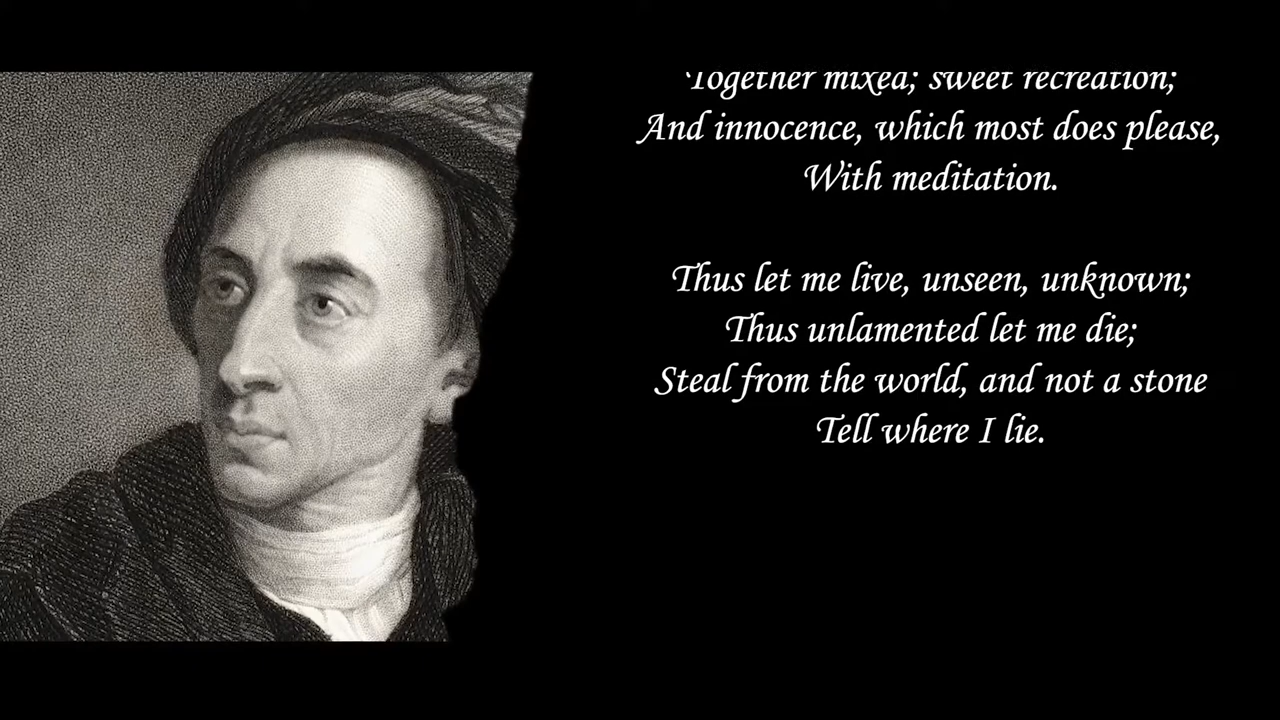 Together mixed; sweet recreation;
And innocence, which most does please,
With meditation.
Thus let me live, unseen, unknown;
Thus unlamented let me die;
Steal from the world, and not a stone
Tell where I lie.